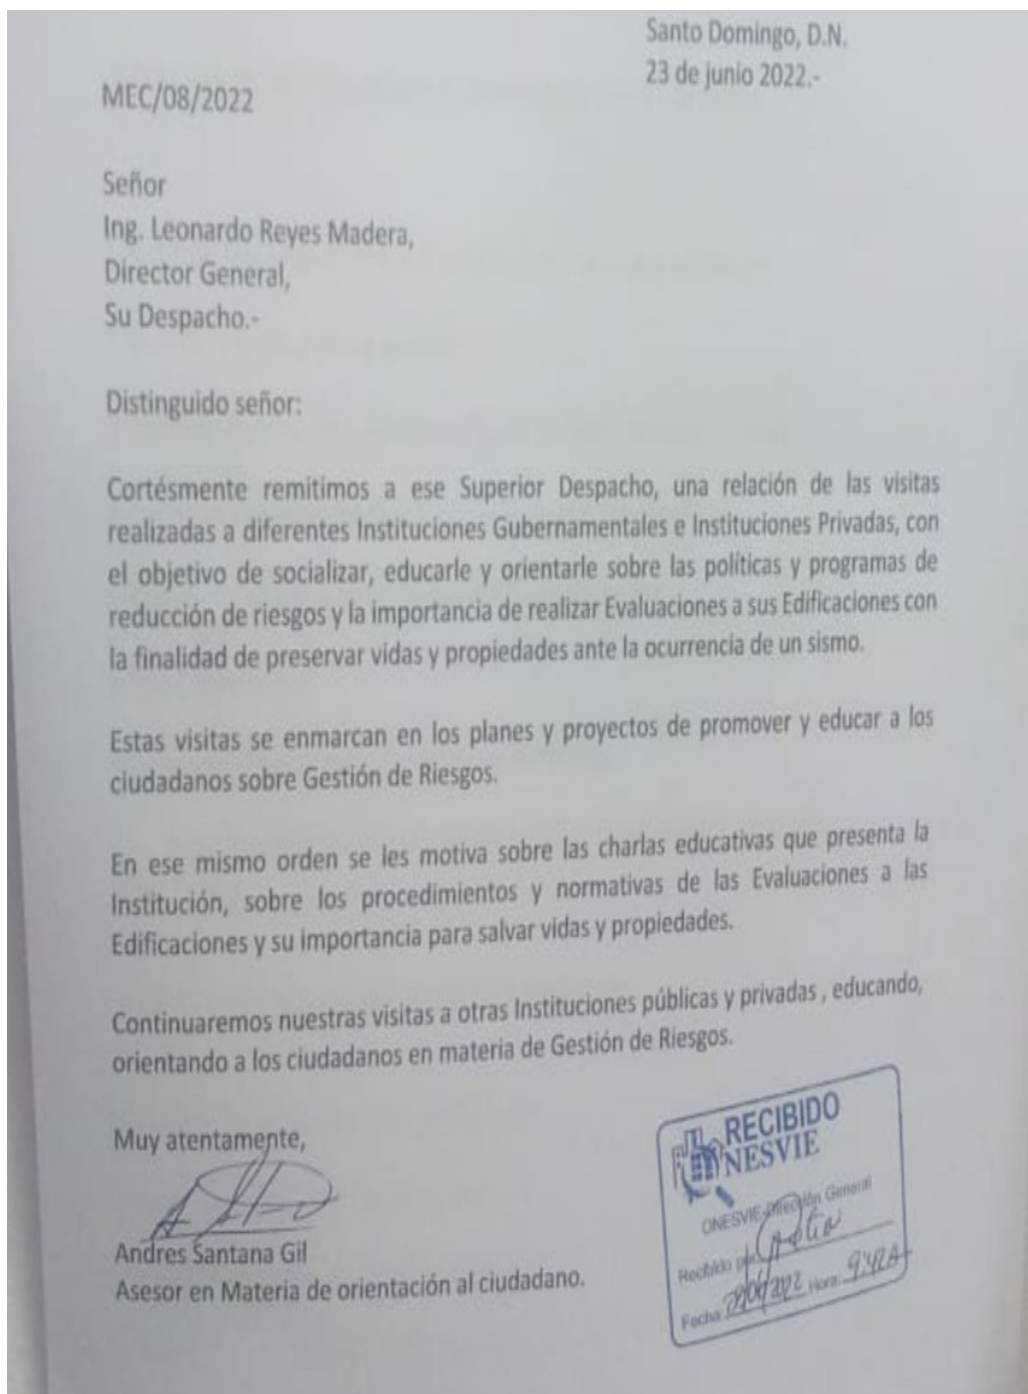 Santo Domingo, D.N.
23 de junio 2022.-
MEC/08/2022
Señor
Ing. Leonardo Reyes Madera,
Director General,
Su Despacho.-
Distinguido señor:
Cortésmente remitimos a ese Superior Despacho, una relación de las visitas
realizadas a diferentes Instituciones Gubernamentales e Instituciones Privadas, con
el objetivo de socializar, educarle y orientarle sobre las políticas y programas de
reducción de riesgos y la importancia de realizar Evaluaciones a sus Edificaciones con
la finalidad de preservar vidas y propiedades ante la ocurrencia de un sismo.
Estas visitas se enmarcan en los planes y proyectos de promover y educar a los
ciudadanos sobre Gestión de Riesgos.
En ese mismo orden se les motiva sobre las charlas educativas que presenta la
Institución, sobre los procedimientos y normativas de las Evaluaciones a las
Edificaciones y su importancia para salvar vidas y propiedades.
Continuaremos nuestras visitas a otras Instituciones públicas y privadas , educando,
orientando a los ciudadanos en materia de Gestión de Riesgos.
Muy atentamente,
Andres Santana Gil
Asesor en Materia de orientación al ciudadano.
RECIBIDO
ONESVIE
ONESVIE-Dirección General
Recibido por:
Fecha: Hora: 9:42A